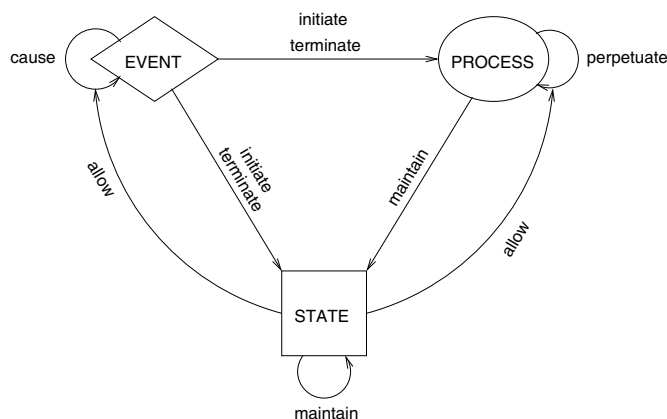 initiate
terminate
cause
EVENT
PROCESS
perpetuate
initiate
terminate
maintain
allow
allow
STATE
maintain